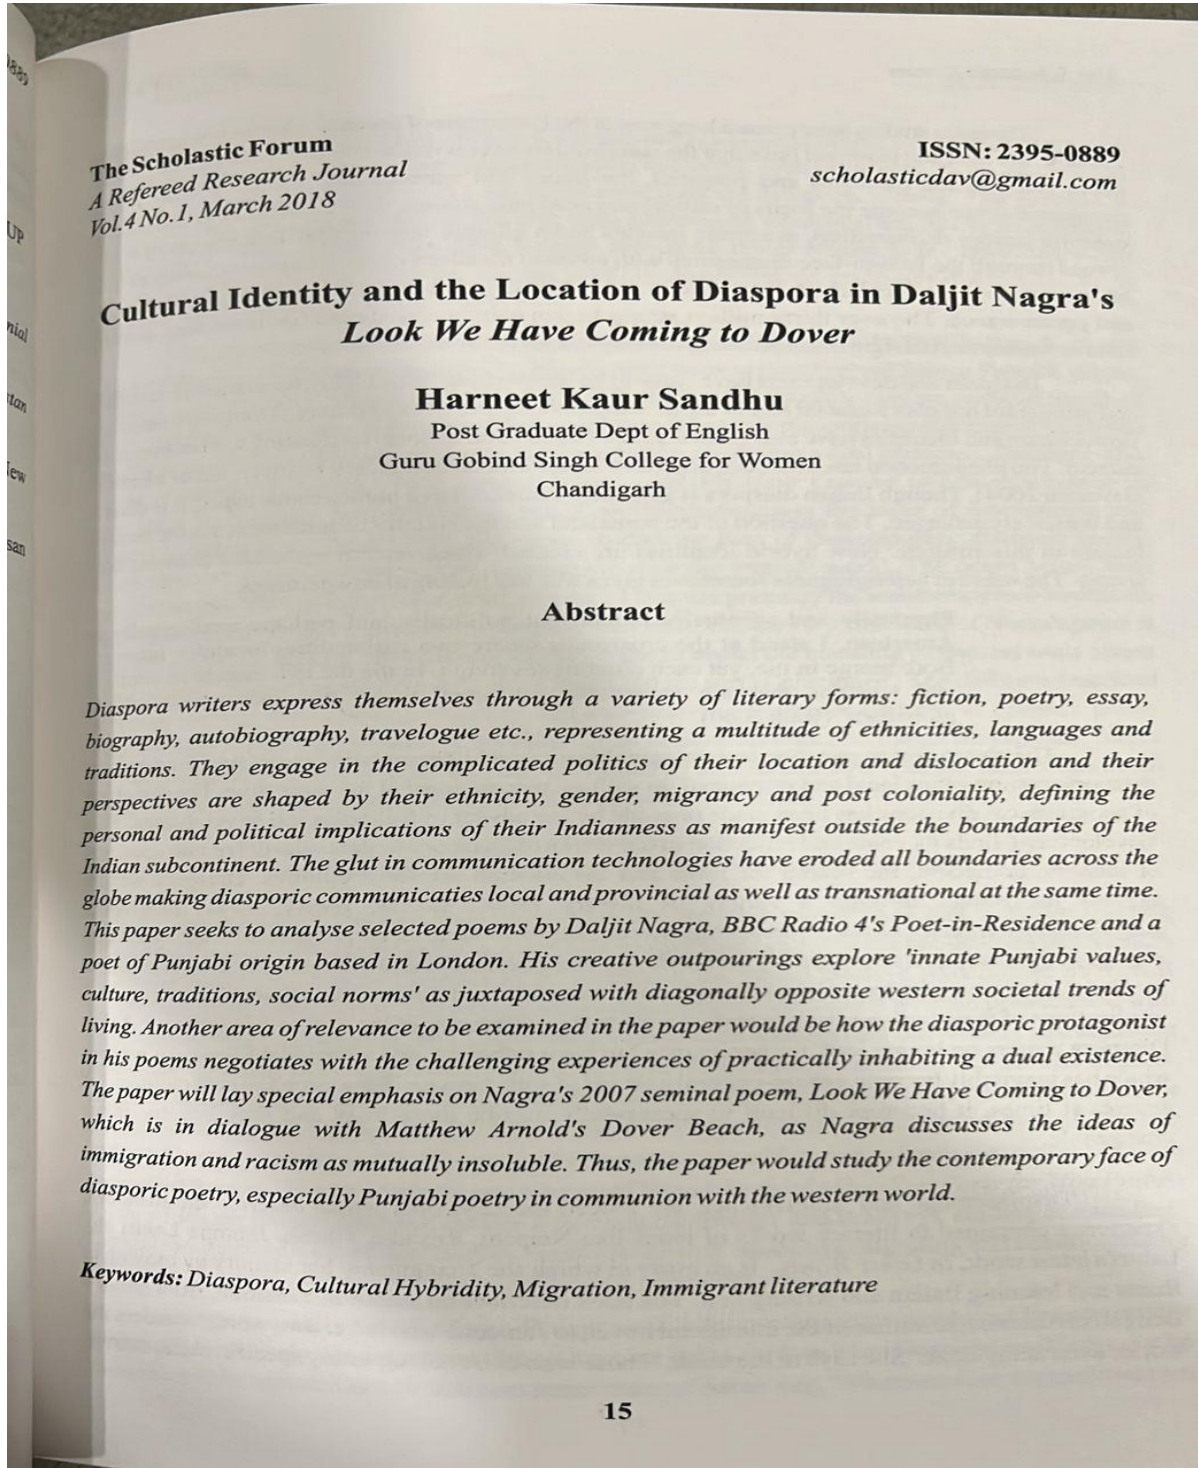 0889
UP
nial
tan
lew
san
The Scholastic Forum
A Refereed Research Journal
Vol.4 No.1, March 2018
ISSN: 2395-0889
scholasticdav@gmail.com
Cultural Identity and the Location of Diaspora in Daljit Nagra's
Look We Have Coming to Dover
Harneet Kaur Sandhu
Post Graduate Dept of English
Guru Gobind Singh College for Women
Chandigarh
Abstract
Diaspora writers express themselves through a variety of literary forms: fiction, poetry, essay,
biography, autobiography, travelogue etc., representing a multitude of ethnicities, languages and
traditions. They engage in the complicated politics of their location and dislocation and their
perspectives are shaped by their ethnicity, gender, migrancy and post coloniality, defining the
personal and political implications of their Indianness as manifest outside the boundaries of the
Indian subcontinent. The glut in communication technologies have eroded all boundaries across the
globe making diasporic communicaties local and provincial as well as transnational at the same time.
This paper seeks to analyse selected poems by Daljit Nagra, BBC Radio 4's Poet-in-Residence and a
poet of Punjabi origin based in London. His creative outpourings explore 'innate Punjabi values,
culture, traditions, social norms' as juxtaposed with diagonally opposite western societal trends of
living. Another area of relevance to be examined in the paper would be how the diasporic protagonist
in his poems negotiates with the challenging experiences of practically inhabiting a dual existence.
The paper will lay special emphasis on Nagra's 2007 seminal poem, Look We Have Coming to Dover,
which is in dialogue with Matthew Arnold's Dover Beach, as Nagra discusses the ideas of
immigration and racism as mutually insoluble. Thus, the paper would study the contemporary face of
diasporic poetry, especially Punjabi poetry in communion with the western world.
Keywords: Diaspora, Cultural Hybridity, Migration, Immigrant literature
15